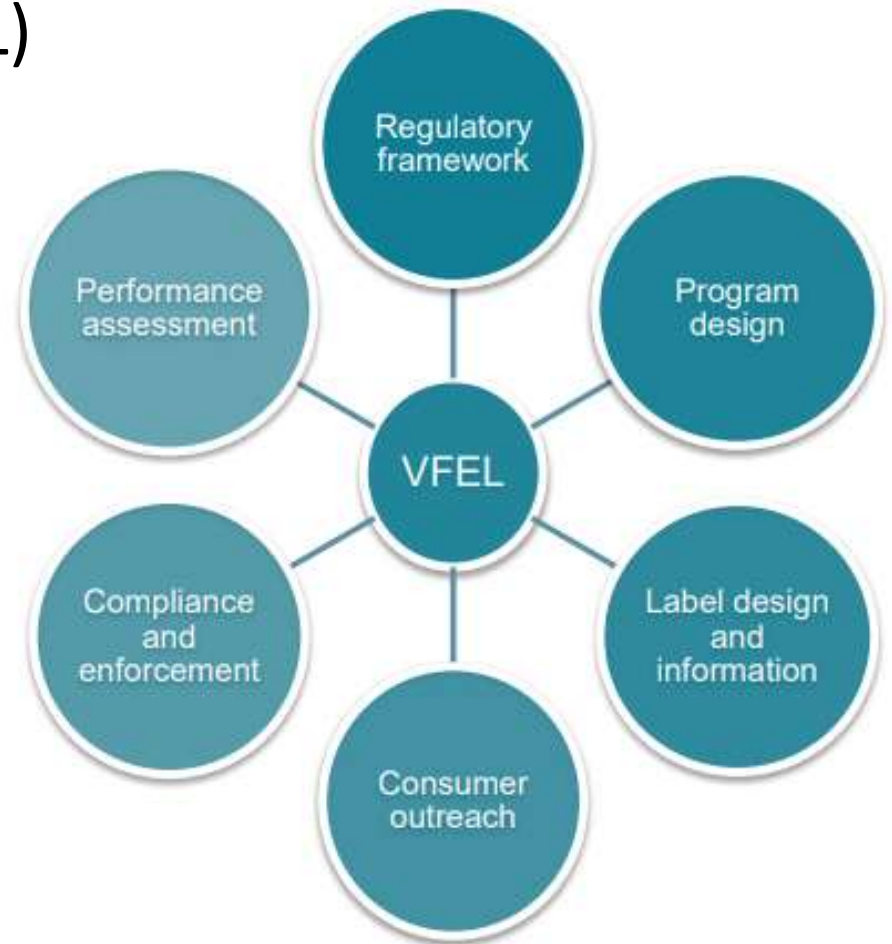 L)
Regulatory
framework
Program
design
Label design
and
information
Consumer
outreach
Compliance
and
enforcement
Performance
assessment
VFEL